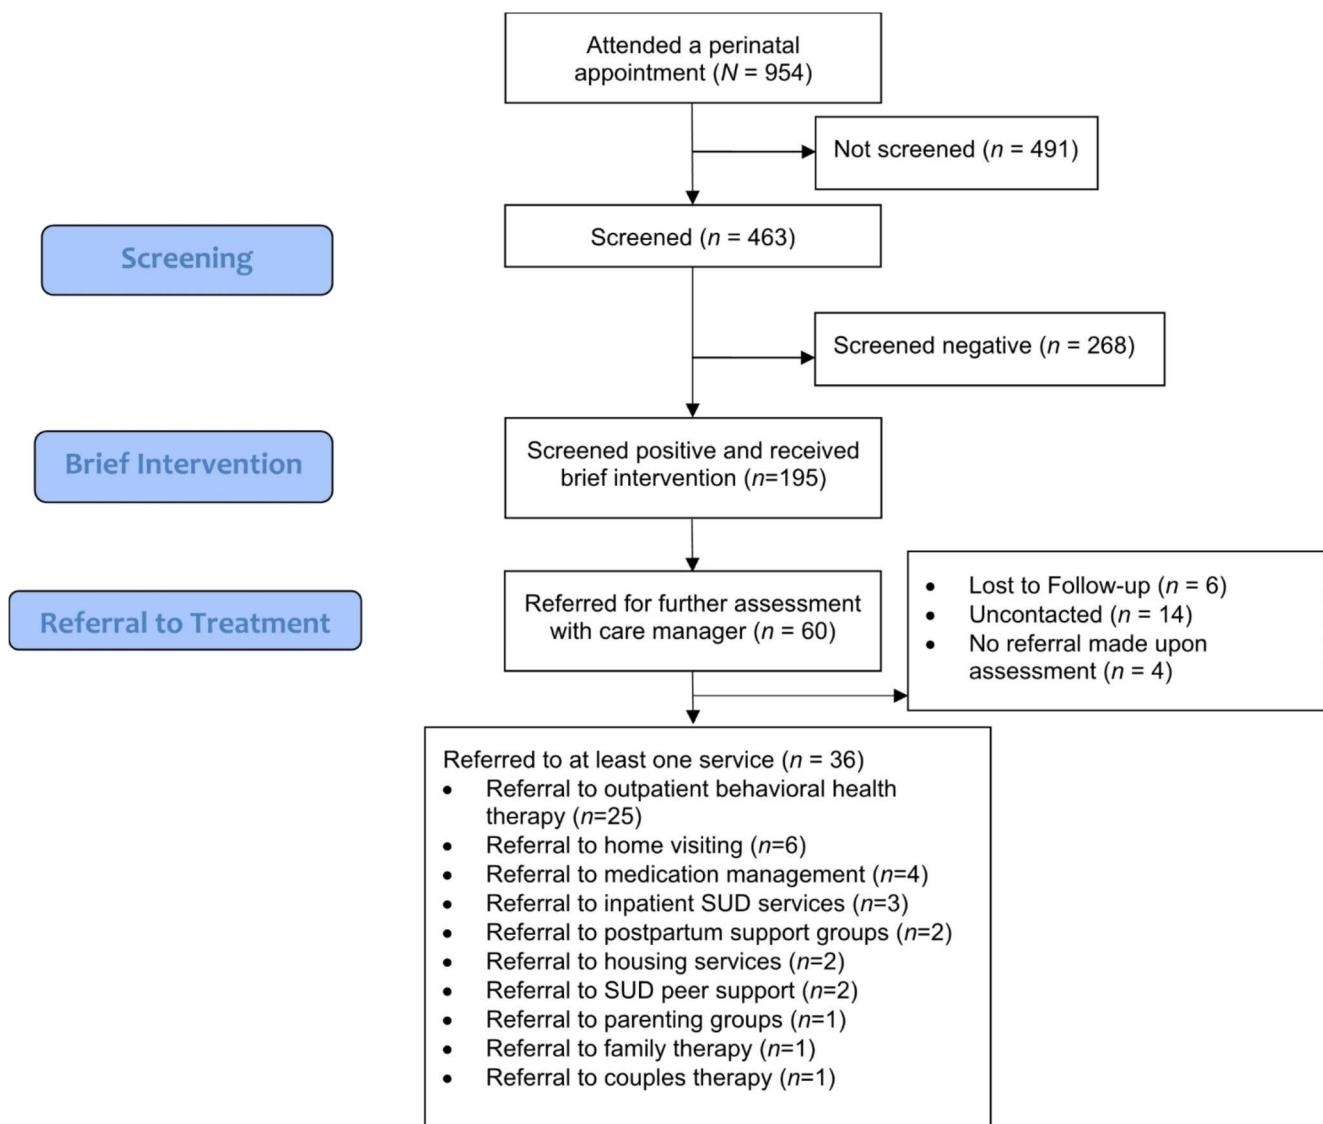 Attended a perinatal
appointment (N = 954)
Not screened (n = 491)
Screened (n = 463)
Screening
Screened negative (n = 268)
Brief Intervention
Screened positive and received
brief intervention (n=195)
Referral to Treatment
Referred for further assessment
with care manager (n = 60)
• Lost to Follow-up (n = 6)
• Uncontacted (n = 14)
• No referral made upon
assessment (n = 4)
Referred to at least one service (n = 36)
• Referral to outpatient behavioral health
therapy (n=25)
• Referral to home visiting (n=6)
• Referral to medication management (n=4)
• Referral to inpatient SUD services (n=3)
• Referral to postpartum support groups (n=2)
• Referral to housing services (n=2)
• Referral to SUD peer support (n=2)
• Referral to parenting groups (n=1)
• Referral to family therapy (n=1)
• Referral to couples therapy (n=1)